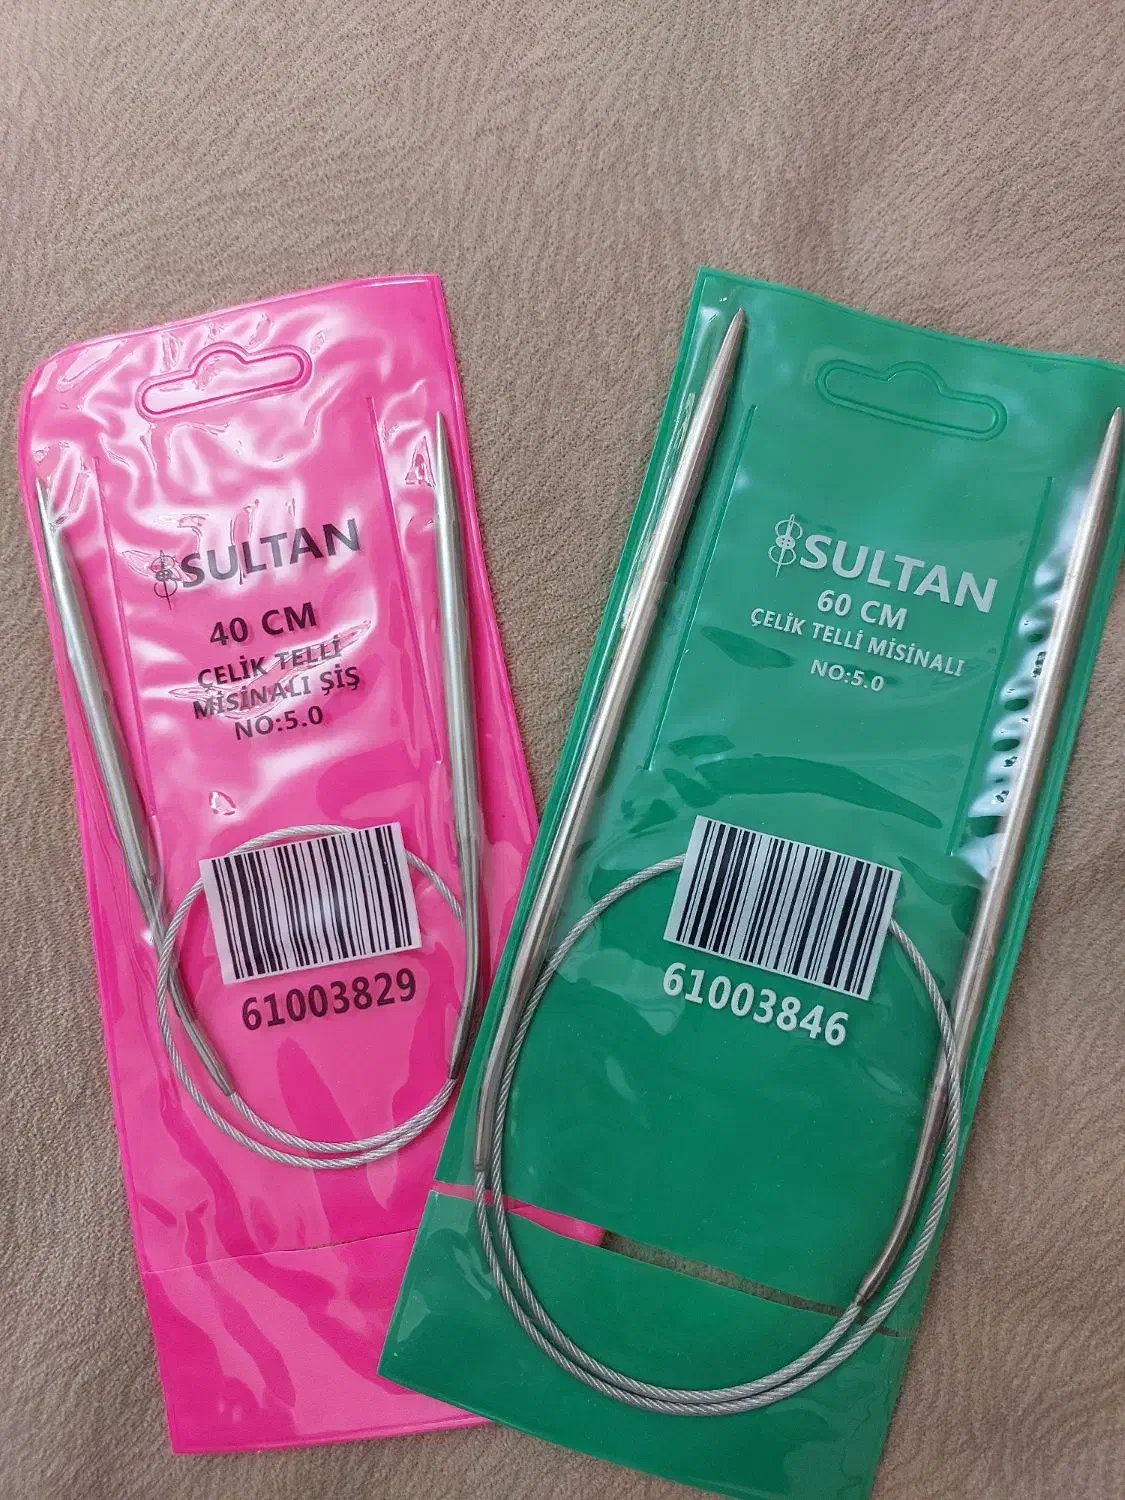 SULTAN
40 CM
ÇELİK TELLİ
MİSİNALI ŞİŞ
NO:5.0
61003829
SULTAN
60 CM
ÇELİK TELLİ MİSİNALI
NO:5.0
61003846